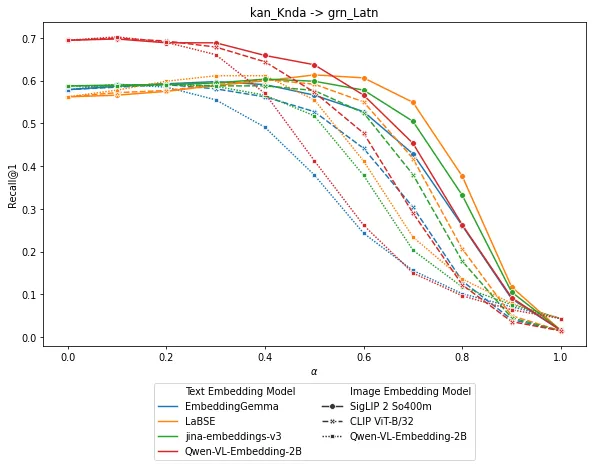 kan_Knda -> grn_Latn
0.7
0.6
0.5
0.4
0.3
0.2
0.1
0.0
Recall@1
0.0 0.2 0.4 0.6 0.8 1.0
α
Text Embedding Model Image Embedding Model
EmbeddingGemma SigLIP 2 So400m
LaBSE CLIP ViT-B/32
jina-embeddings-v3 Qwen-VL-Embedding-2B
Qwen-VL-Embedding-2B